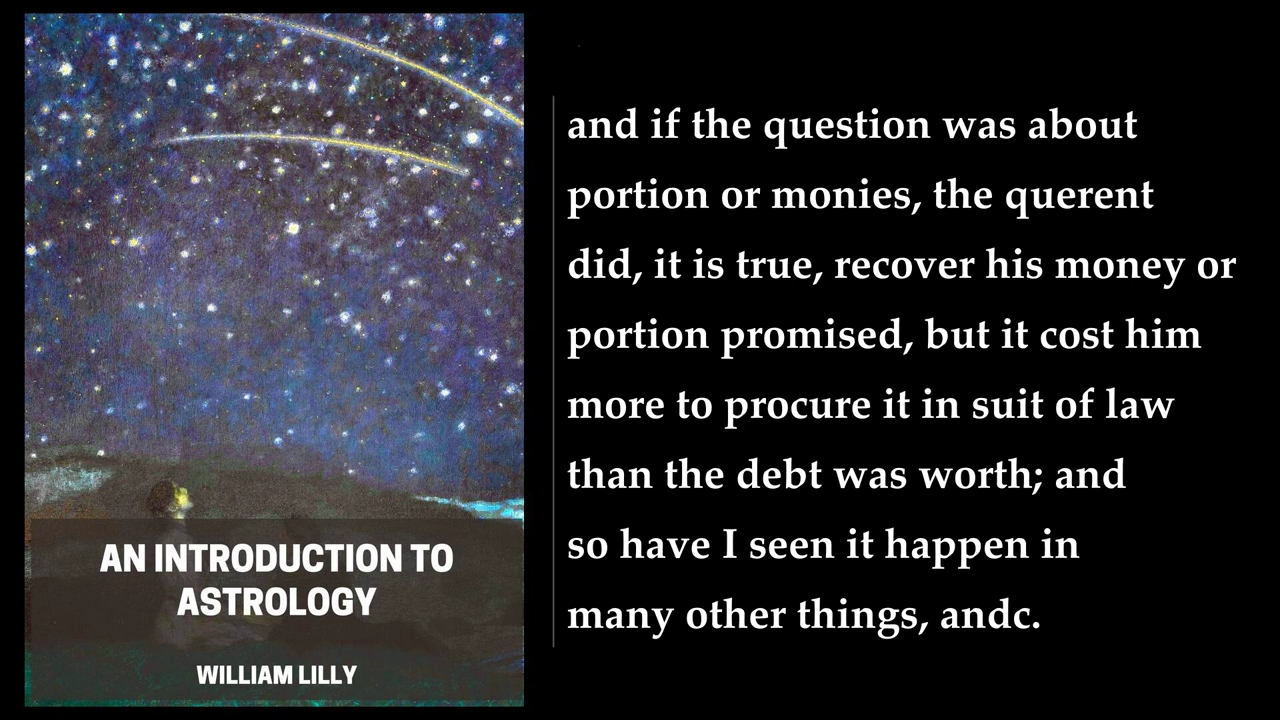 AN INTRODUCTION TO
ASTROLOGY
WILLIAM LILLY
and if the question was about
portion or monies, the querent
did, it is true, recover his money or
portion promised, but it cost him
more to procure it in suit of law
than the debt was worth; and
so have I seen it happen in
many other things, andc.